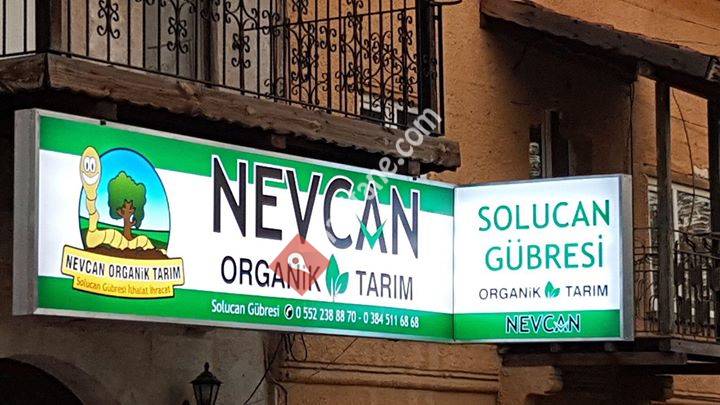 NEVCAN ORGANİK TARIM
Solucan Gübresi İthalat İhracat
NEVCAN
ORGANİK TARIM
Solucan Gübresi 0 552 238 88 70 - 0 384 511 68 68
SOLUCAN
GÜBRESİ
ORGANİK TARIM
NEVCAN